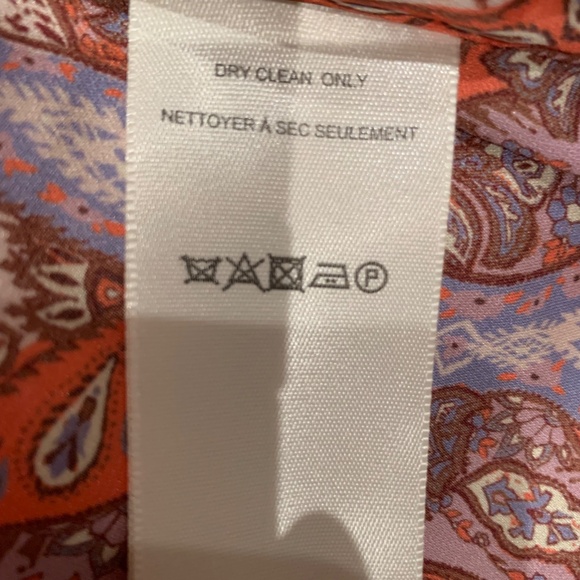 DRY CLEAN ONLY
NETTOYER À SEC SEULEMENT
P